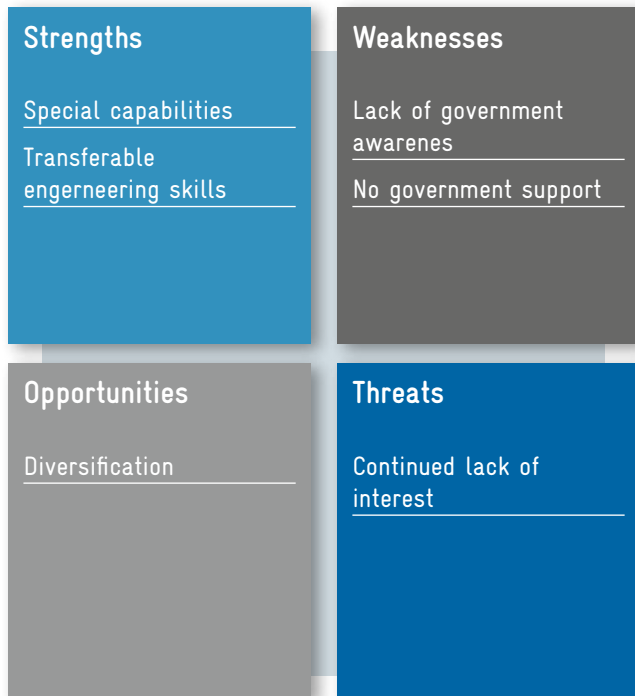 Strengths
Special capabilities
Transferable
engerneering skills
Weaknesses
Lack of government
awarenes
No government support
Opportunities
Diversification
Threats
Continued lack of
interest